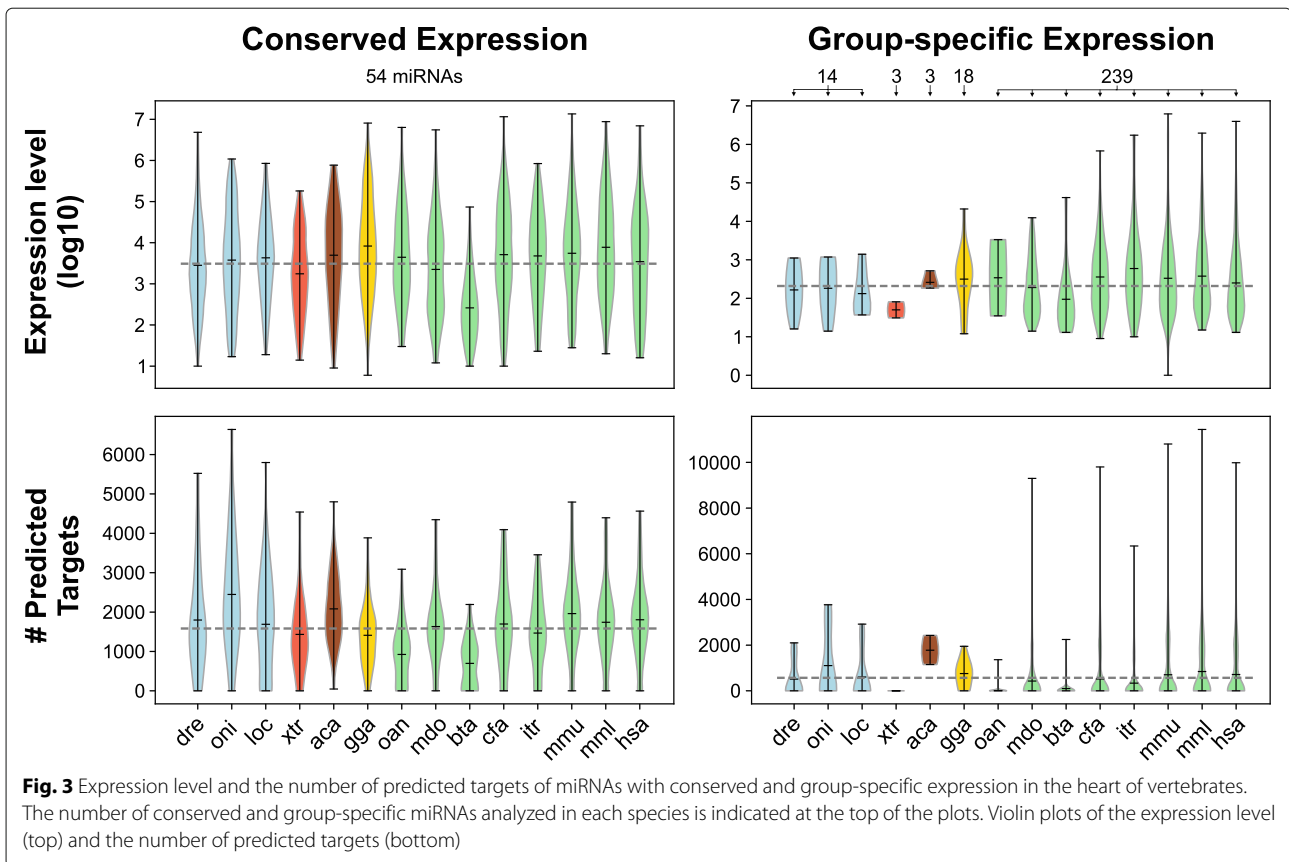 Conserved Expression
54 miRNAs
Group-specific Expression
14 3 3 18 239
Expression level
(log10)
7
6
5
4
3
2
1
7
6
5
4
3
2
1
0
# Predicted
Targets
6000
5000
4000
3000
2000
1000
0
10000
8000
6000
4000
2000
0
dre oni loc xtr aca gga oan mdo bta cfa itr mmu mml hsa
dre oni loc xtr aca gga oan mdo bta cfa itr mmu mml hsa
Fig. 3 Expression level and the number of predicted targets of miRNAs with conserved and group-specific expression in the heart of vertebrates.
The number of conserved and group-specific miRNAs analyzed in each species is indicated at the top of the plots. Violin plots of the expression level
(top) and the number of predicted targets (bottom)